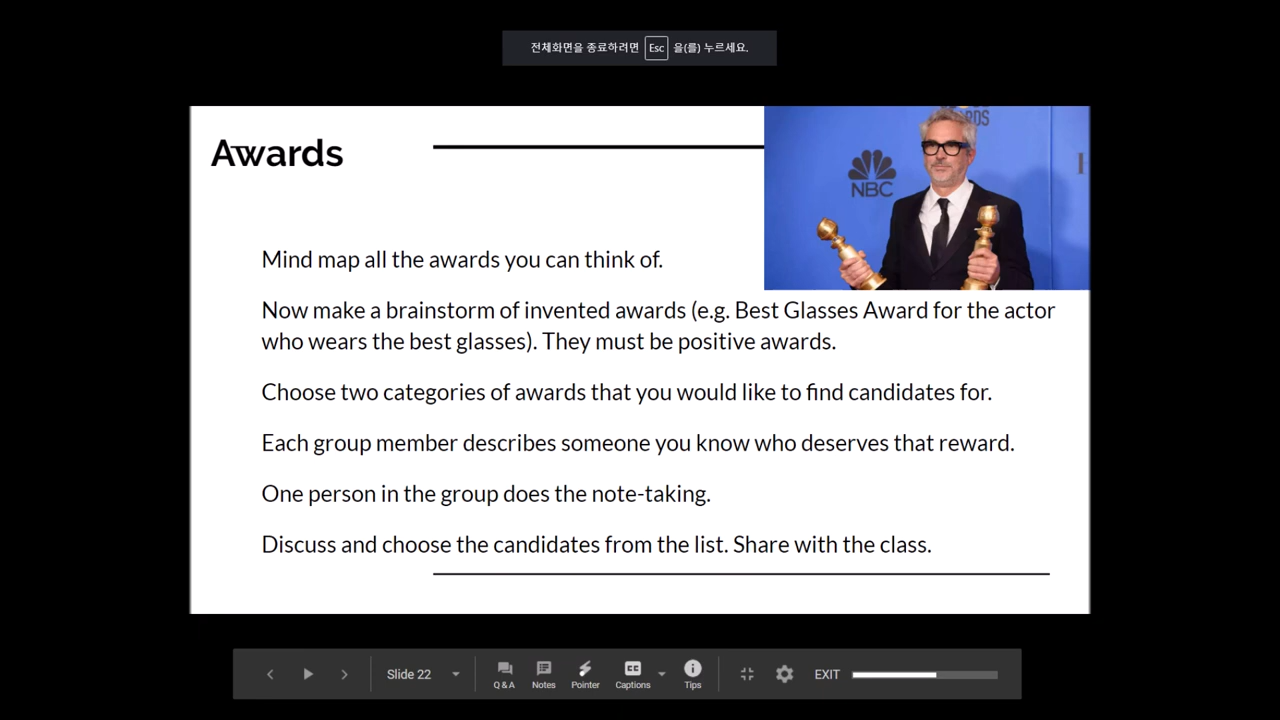 전체화면을 종료하려면 Esc 을(를) 누르세요.
Awards
ARDS
NBC
Mind map all the awards you can think of.
Now make a brainstorm of invented awards (e.g. Best Glasses Award for the actor
who wears the best glasses). They must be positive awards.
Choose two categories of awards that you would like to find candidates for.
Each group member describes someone you know who deserves that reward.
One person in the group does the note-taking.
Discuss and choose the candidates from the list. Share with the class.
Slide 22
Q & A Notes Pointer Captions Tips
EXIT